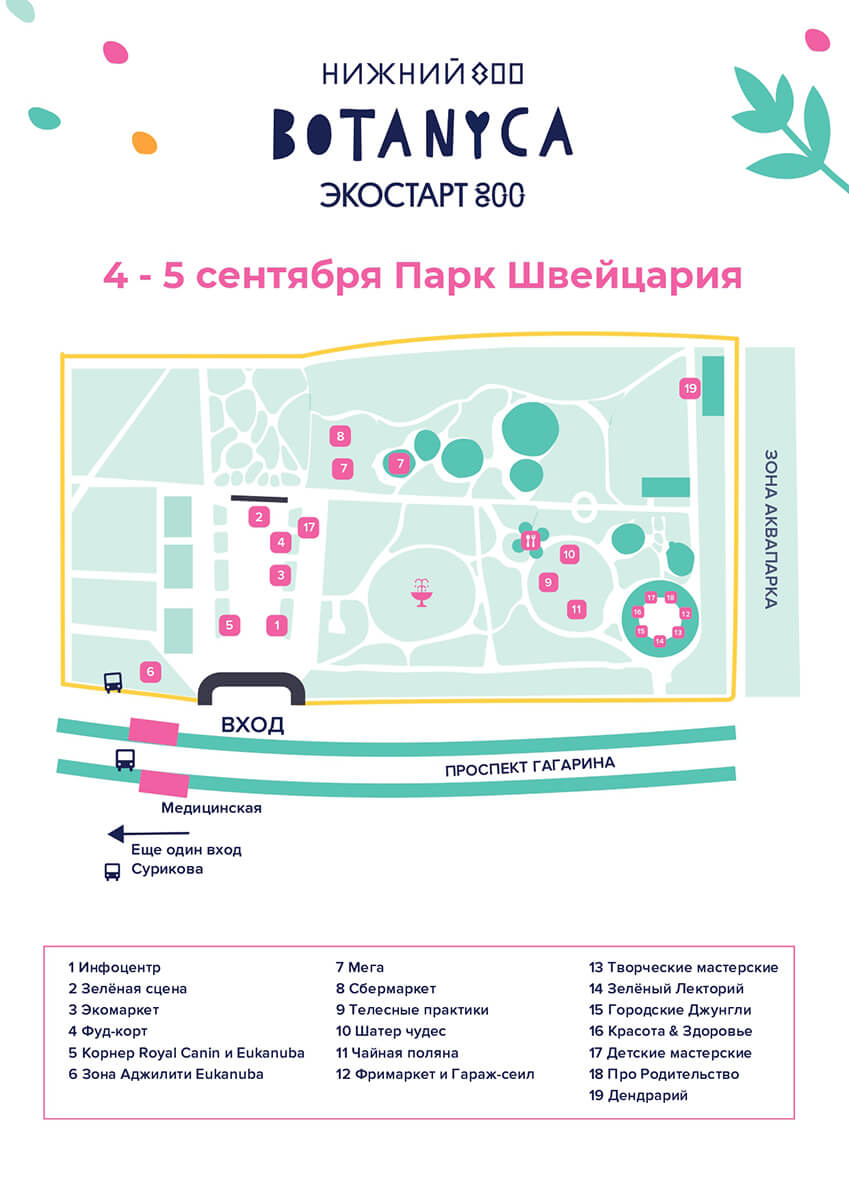 НИЖНИЙ 800
BOTANYCA
ЭКОСТАРТ 800
4 - 5 сентября Парк Швейцария
19
8
7
7
2
17
4
10
3
9
11
5
1
17
18
16
12
15
13
14
6
ЗОНА АКВАПАРКА
ВХОД
ПРОСПЕКТ ГАГАРИНА
Медицинская
Еще один вход
Сурикова
1 Инфоцентр
2 Зелёная сцена
3 Экомаркет
4 Фуд-корт
5 Корнер Royal Canin и Eukanuba
6 Зона Аджилити Eukanuba
7 Мега
8 Сбермаркет
9 Телесные практики
10 Шатер чудес
11 Чайная поляна
12 Фримаркет и Гараж-сеил
13 Творческие мастерские
14 Зелёный Лекторий
15 Городские Джунгли
16 Красота & Здоровье
17 Детские мастерские
18 Про Родительство
19 Дендрарий